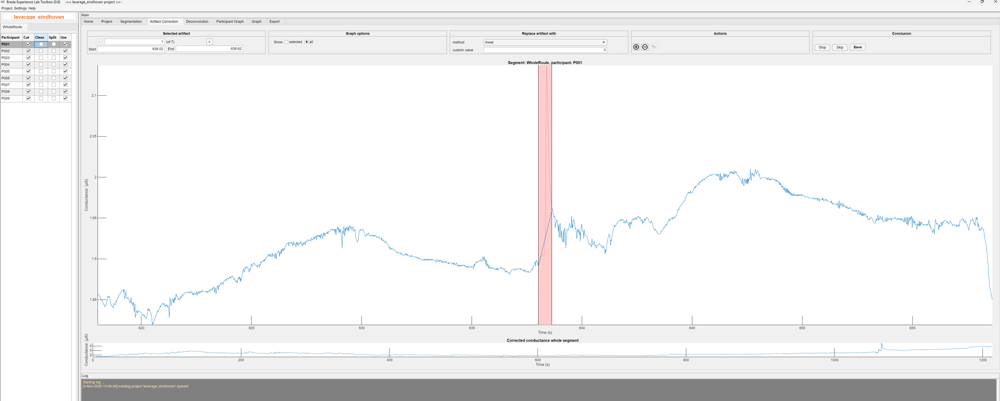 Breda Experience Lab Toolbox (0.8) -== leverage_eindhoven project ==-
Project Settings Help
leverage_eindhoven
WholeRoute
Participant Cut Clean Split Use
P001
P002
P003
P004
P005
P006
P007
P008
P009
Main
Home Project Segmentation Artifact Correction Deconvolution Participant Graph Graph Export
Selected artifact
< 1 (of 7) >
Start 638.02 End 638.62
Graph options
Show selected all
Replace artifact with
method linear
custom value 0
Actions
Conclusion
Stop Skip Save
Segment: WholeRoute, participant: P001
Conductance (µS)
2.1
2.05
2
1.95
1.9
1.85
620 625 630 635 640 645 650 655
Time (s)
Corrected conductance whole segment
Conductance (µS)
4
3
2
0 200 400 600 800 1000 1200
Time (s)
Log
Starting log ...
[4-Nov-2025 14:54:45] existing project 'leverage_eindhoven' opened